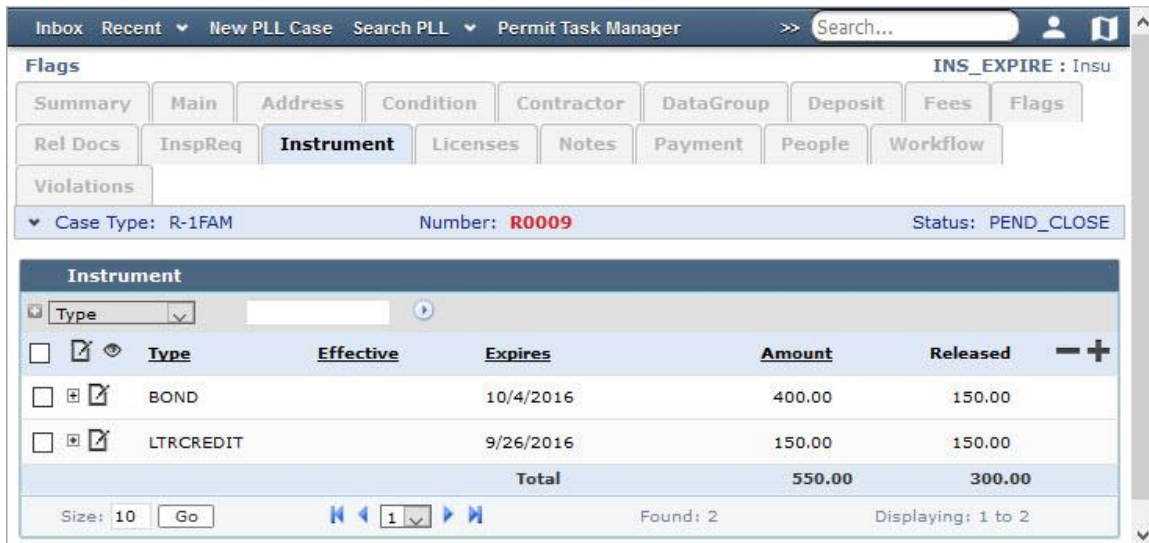 Inbox Recent New PLL Case Search PLL Permit Task Manager >> Search...
Flags INS_EXPIRE : Insu
Summary Main Address Condition Contractor DataGroup Deposit Fees Flags
Rel Docs InspReq Instrument Licenses Notes Payment People Workflow
Violations
Case Type: R-1FAM Number: R0009 Status: PEND_CLOSE
Instrument
Type
Type Effective Expires Amount Released
BOND 10/4/2016 400.00 150.00
LTRCREDIT 9/26/2016 150.00 150.00
Total 550.00 300.00
Size: 10 Go 1 Found: 2 Displaying: 1 to 2